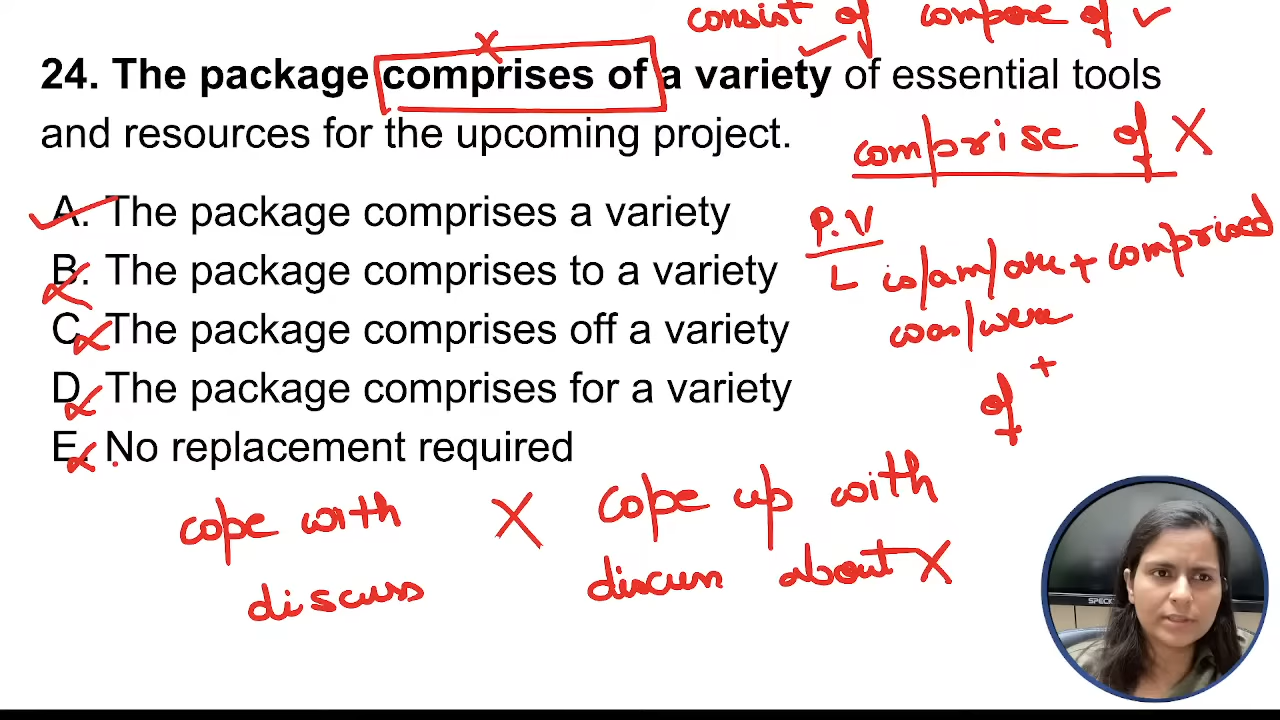 consist of compose of ✓
24. The package comprises of a variety of essential tools
and resources for the upcoming project.
comprise of X
A. The package comprises a variety
B. The package comprises to a variety
C. The package comprises off a variety
D. The package comprises for a variety
E. No replacement required
P.V
is/am/are + comprised
was/were
+
of
cope with X cope up with
discuss discuss about X
SPECK